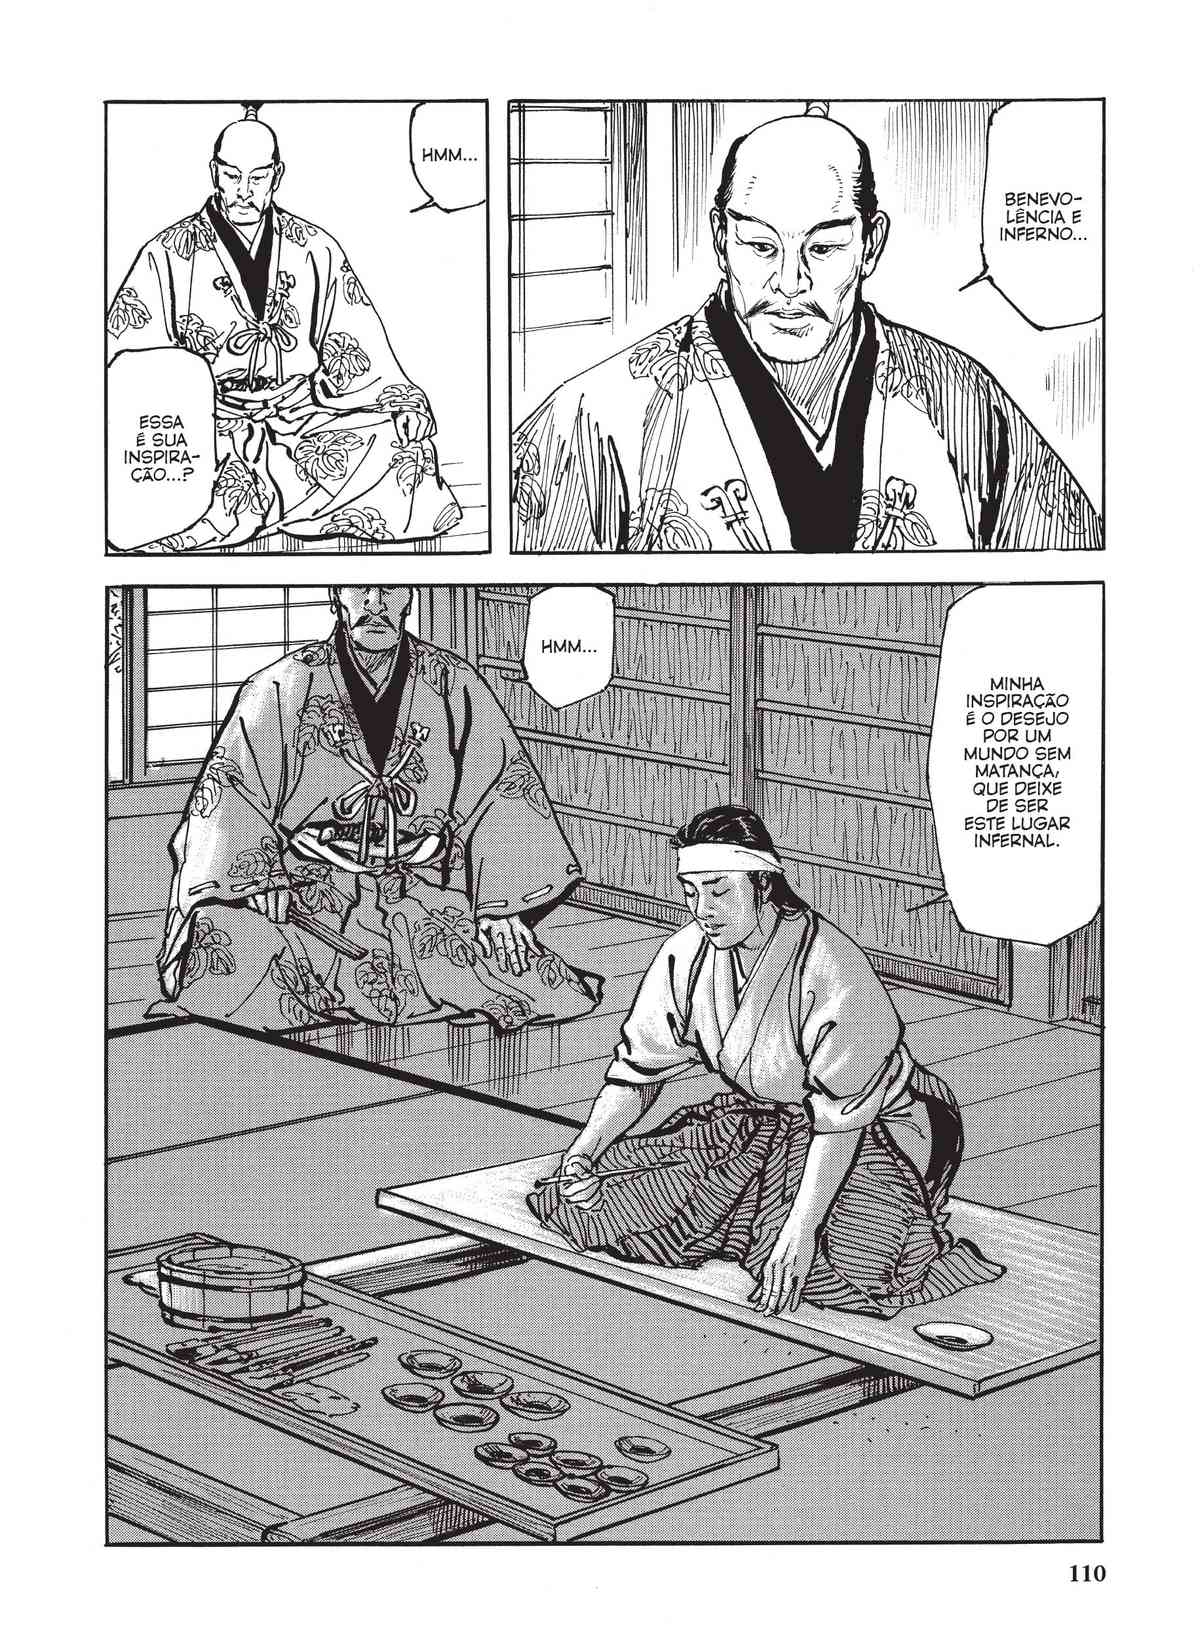 BENEVO-
LÊNCIA E
INFERNO...
HMM...
ESSA
É SUA
INSPIRA-
ÇÃO...?
MINHA
INSPIRAÇÃO
É O DESEJO
POR UM
MUNDO SEM
MATANÇA,
QUE DEIXE
DE SER
ESTE LUGAR
INFERNAL.
HMM...
110